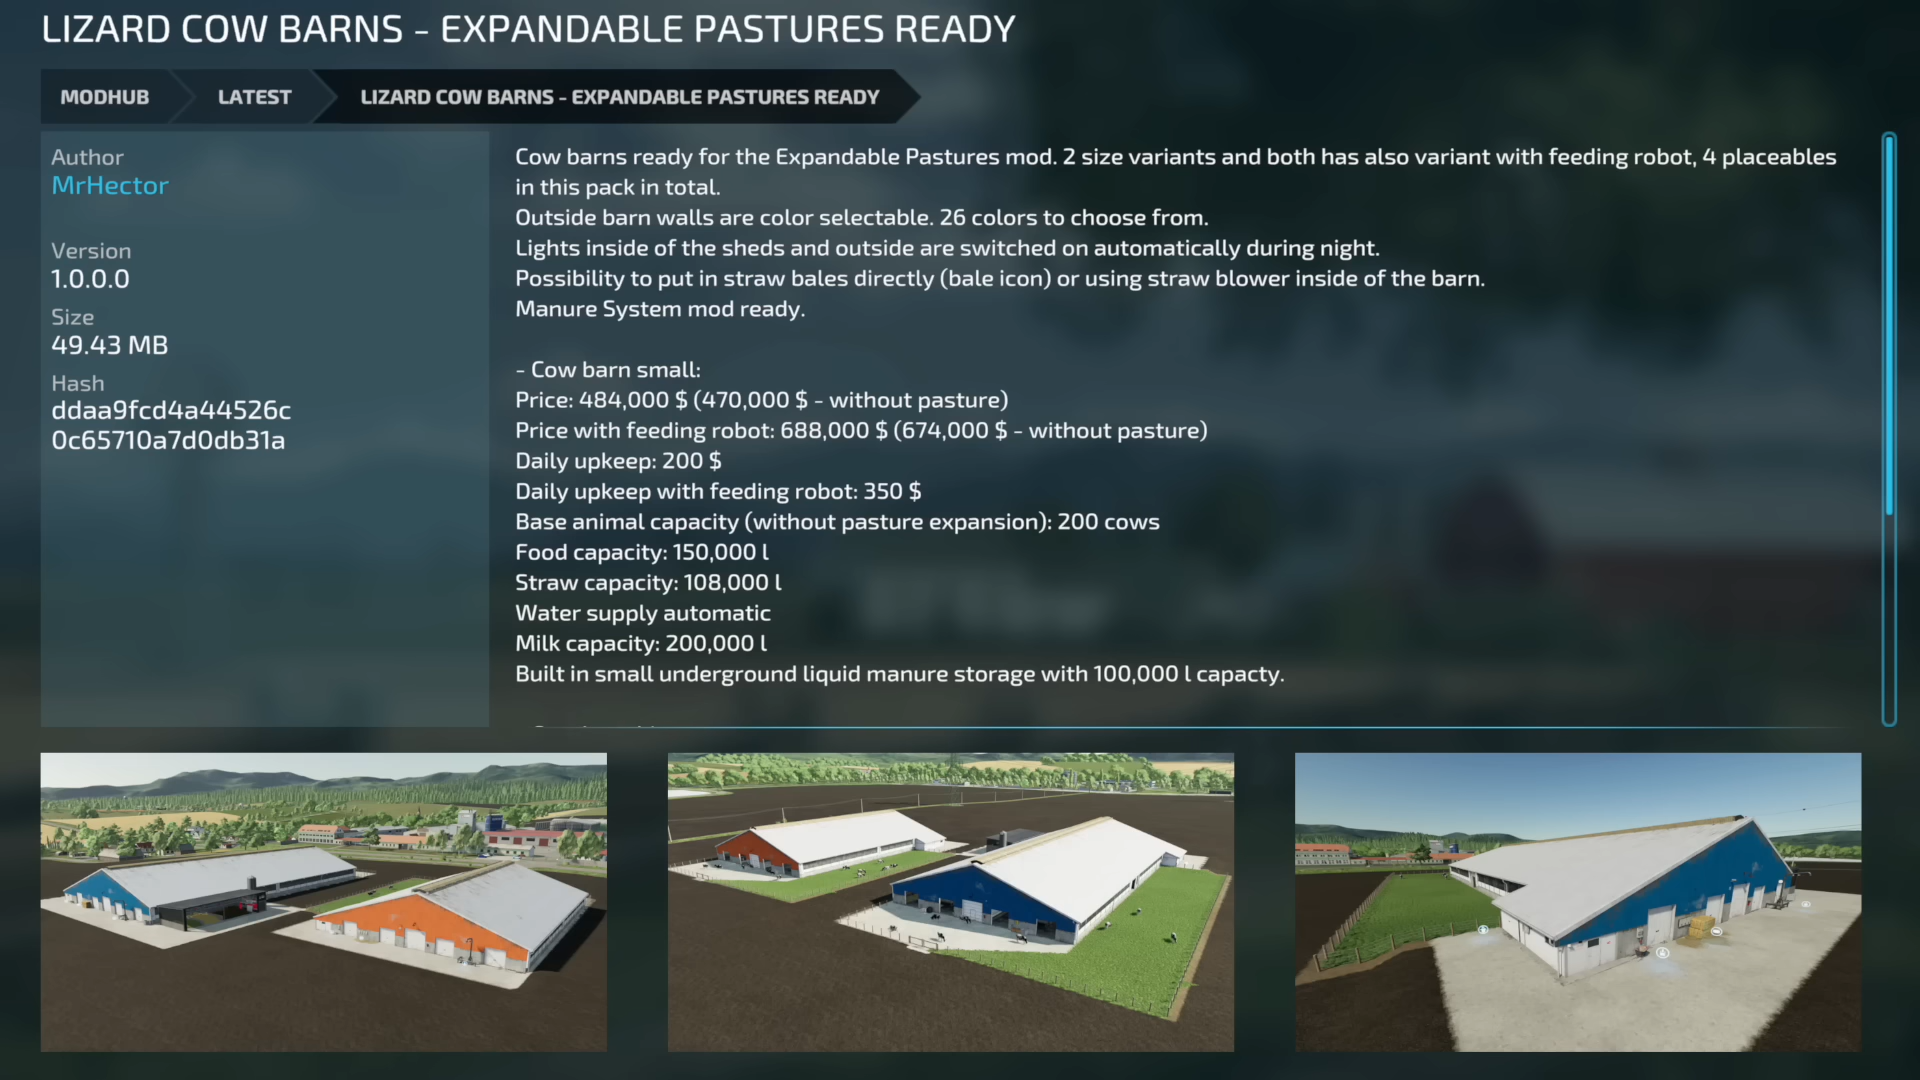 LIZARD COW BARNS - EXPANDABLE PASTURES READY
MODHUB
LATEST
LIZARD COW BARNS - EXPANDABLE PASTURES READY
Author
MrHector
Version
1.0.0.0
Size
49.43 MB
Hash
ddaa9fcd4a44526c
0c65710a7d0db31a
Cow barns ready for the Expandable Pastures mod. 2 size variants and both has also variant with feeding robot, 4 placeables
in this pack in total.
Outside barn walls are color selectable. 26 colors to choose from.
Lights inside of the sheds and outside are switched on automatically during night.
Possibility to put in straw bales directly (bale icon) or using straw blower inside of the barn.
Manure System mod ready.
- Cow barn small:
Price: 484,000 $ (470,000 $ - without pasture)
Price with feeding robot: 688,000 $ (674,000 $ - without pasture)
Daily upkeep: 200 $
Daily upkeep with feeding robot: 350 $
Base animal capacity (without pasture expansion): 200 cows
Food capacity: 150,000 l
Straw capacity: 108,000 l
Water supply automatic
Milk capacity: 200,000 l
Built in small underground liquid manure storage with 100,000 l capacty.